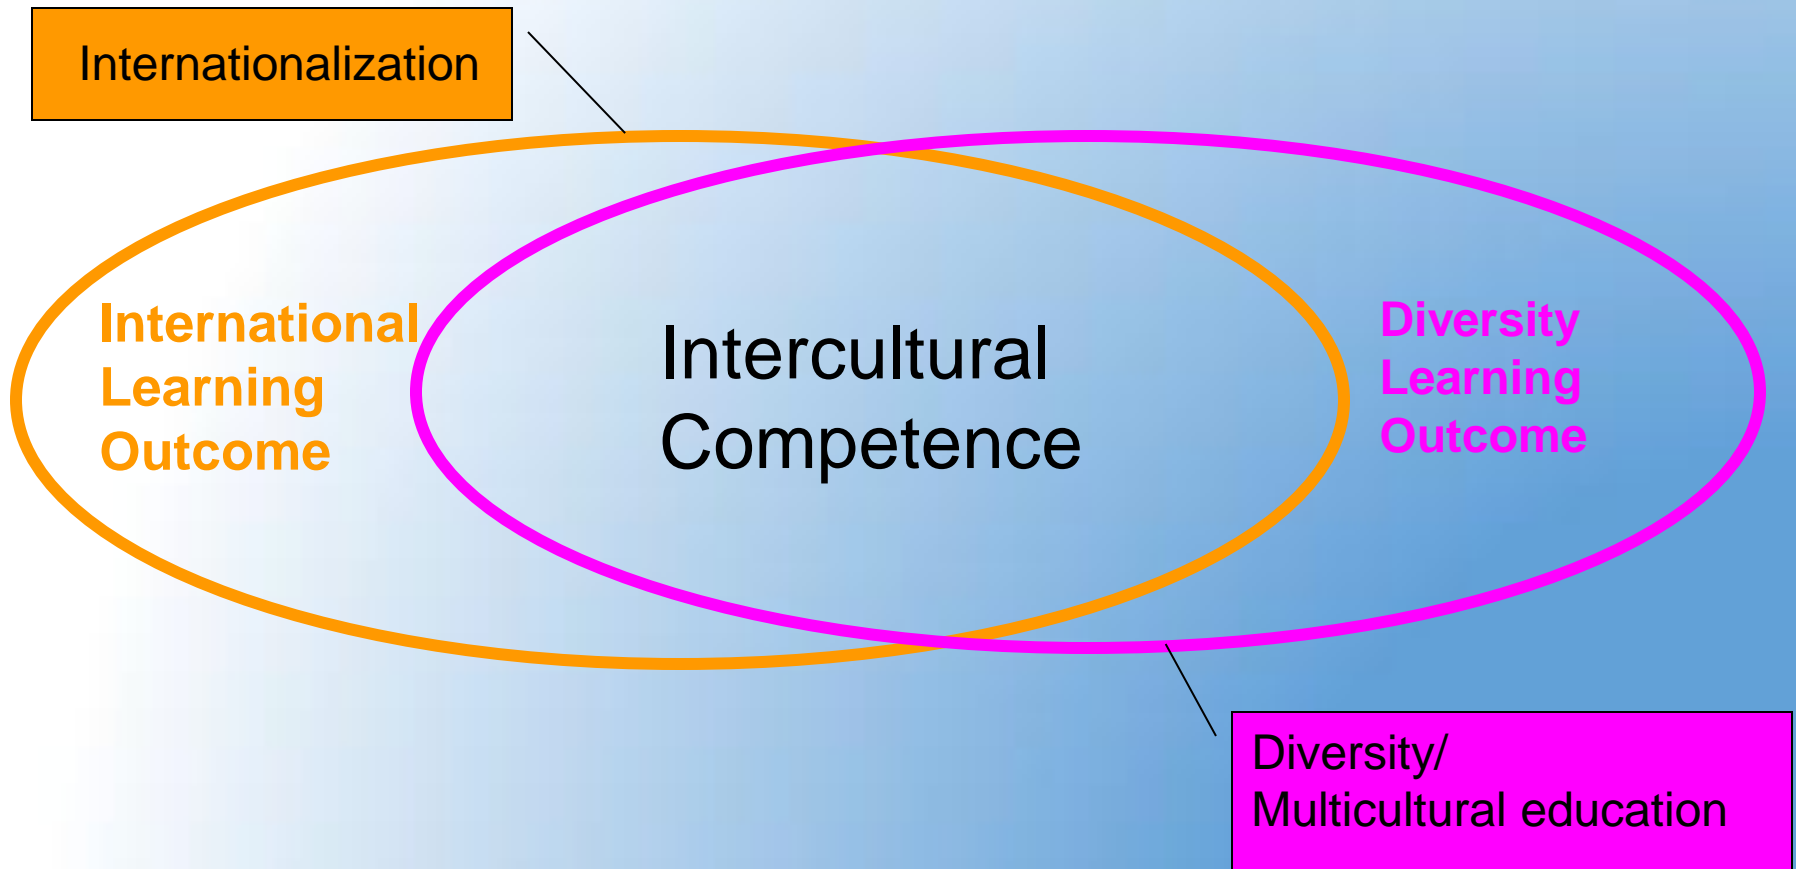 Internationalization
International
Learning
Outcome
Intercultural
Competence
Diversity
Learning
Outcome
Diversity/
Multicultural education